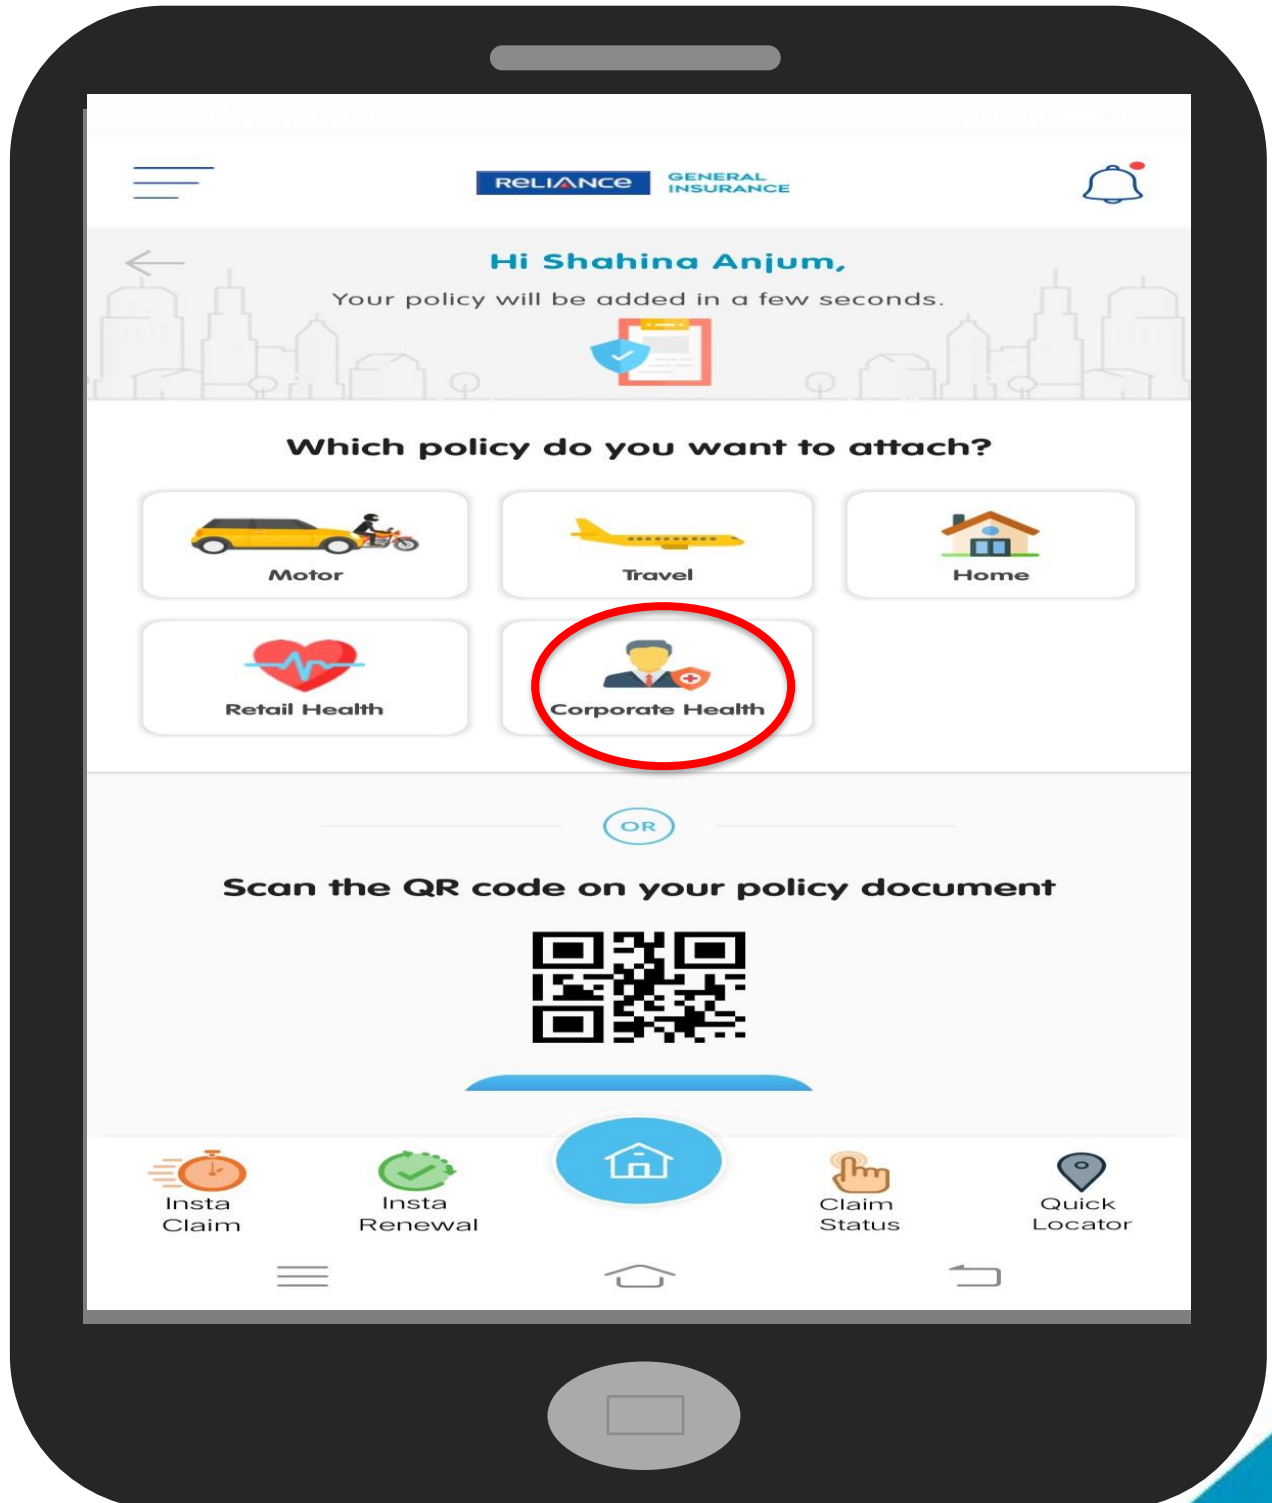 RELIANCE GENERAL
INSURANCE
Hi Shahina Anjum,
Your policy will be added in a few seconds.
Which policy do you want to attach?
Motor
Travel
Home
Retail Health
Corporate Health
OR
Scan the QR code on your policy document
Insta
Claim
Insta
Renewal
Claim
Status
Quick
Locator